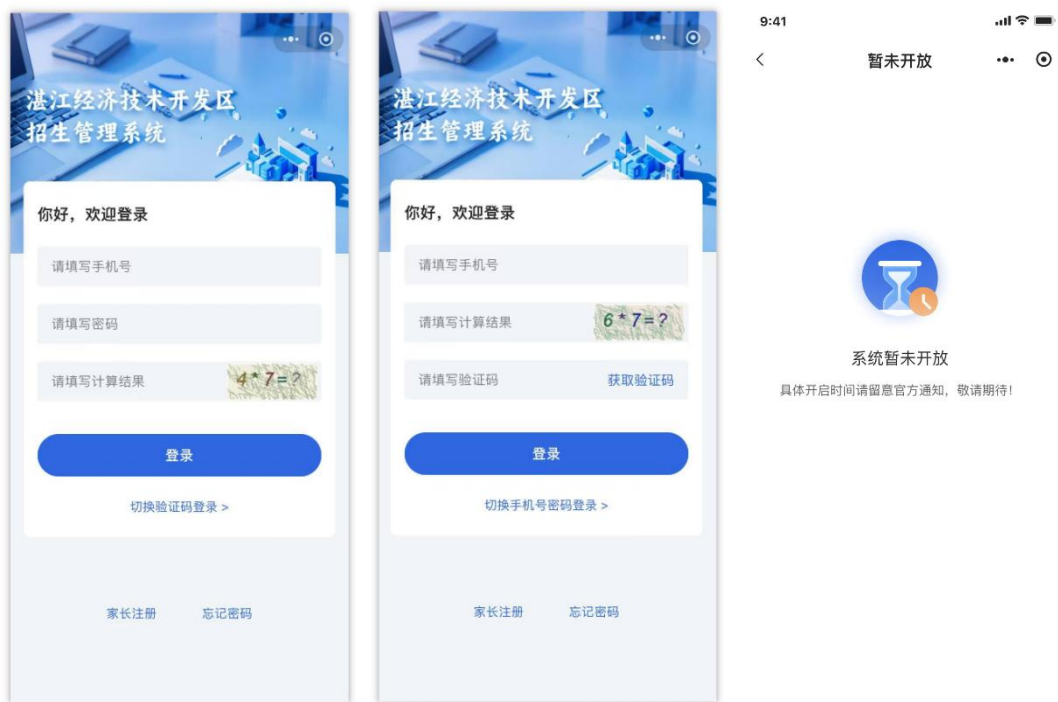 湛江经济技术开发区
招生管理系统
你好，欢迎登录
请填写手机号
请填写密码
请填写计算结果
4*7=?
登录
切换验证码登录 >
家长注册
忘记密码
湛江经济技术开发区
招生管理系统
你好，欢迎登录
请填写手机号
请填写计算结果
6*7=?
请填写验证码
获取验证码
登录
切换手机号密码登录 >
家长注册
忘记密码
9:41
暂未开放
系统暂未开放
具体开启时间请留意官方通知，敬请期待！